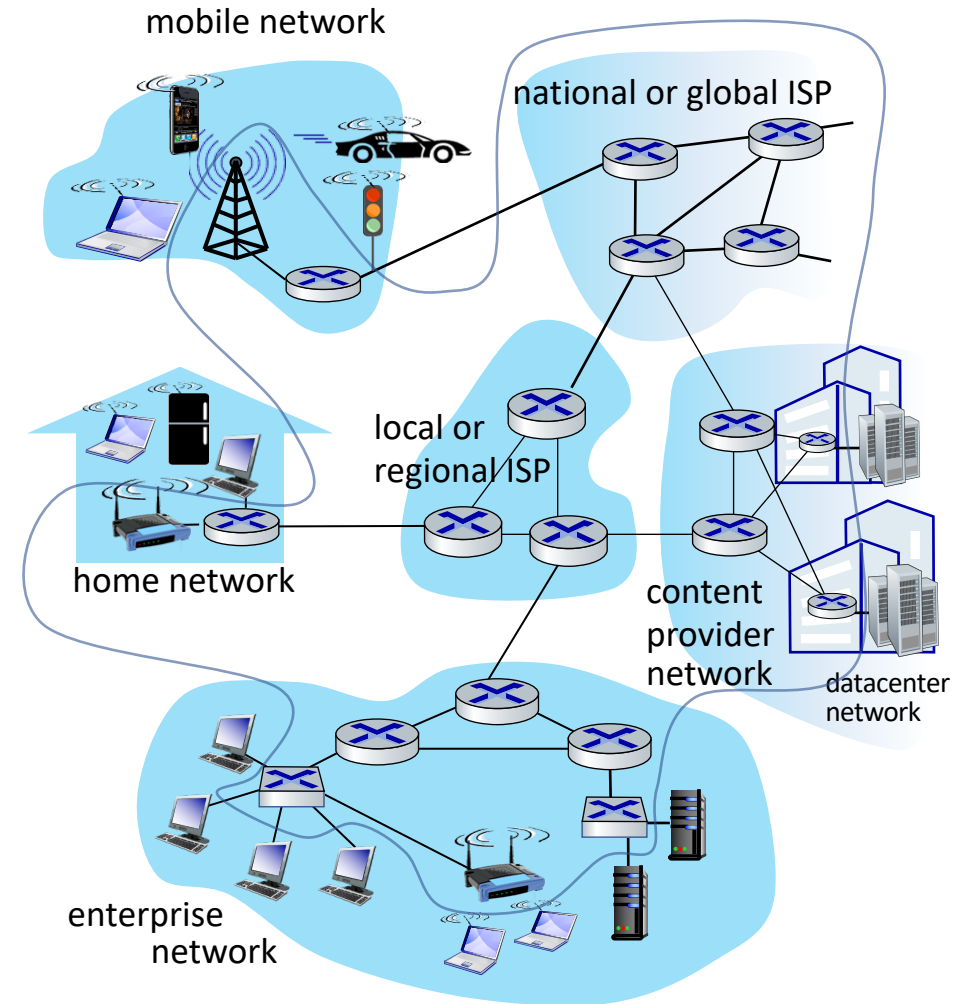 mobile network
national or global ISP
local or
regional ISP
home network
content
provider
network
datacenter
network
enterprise
network